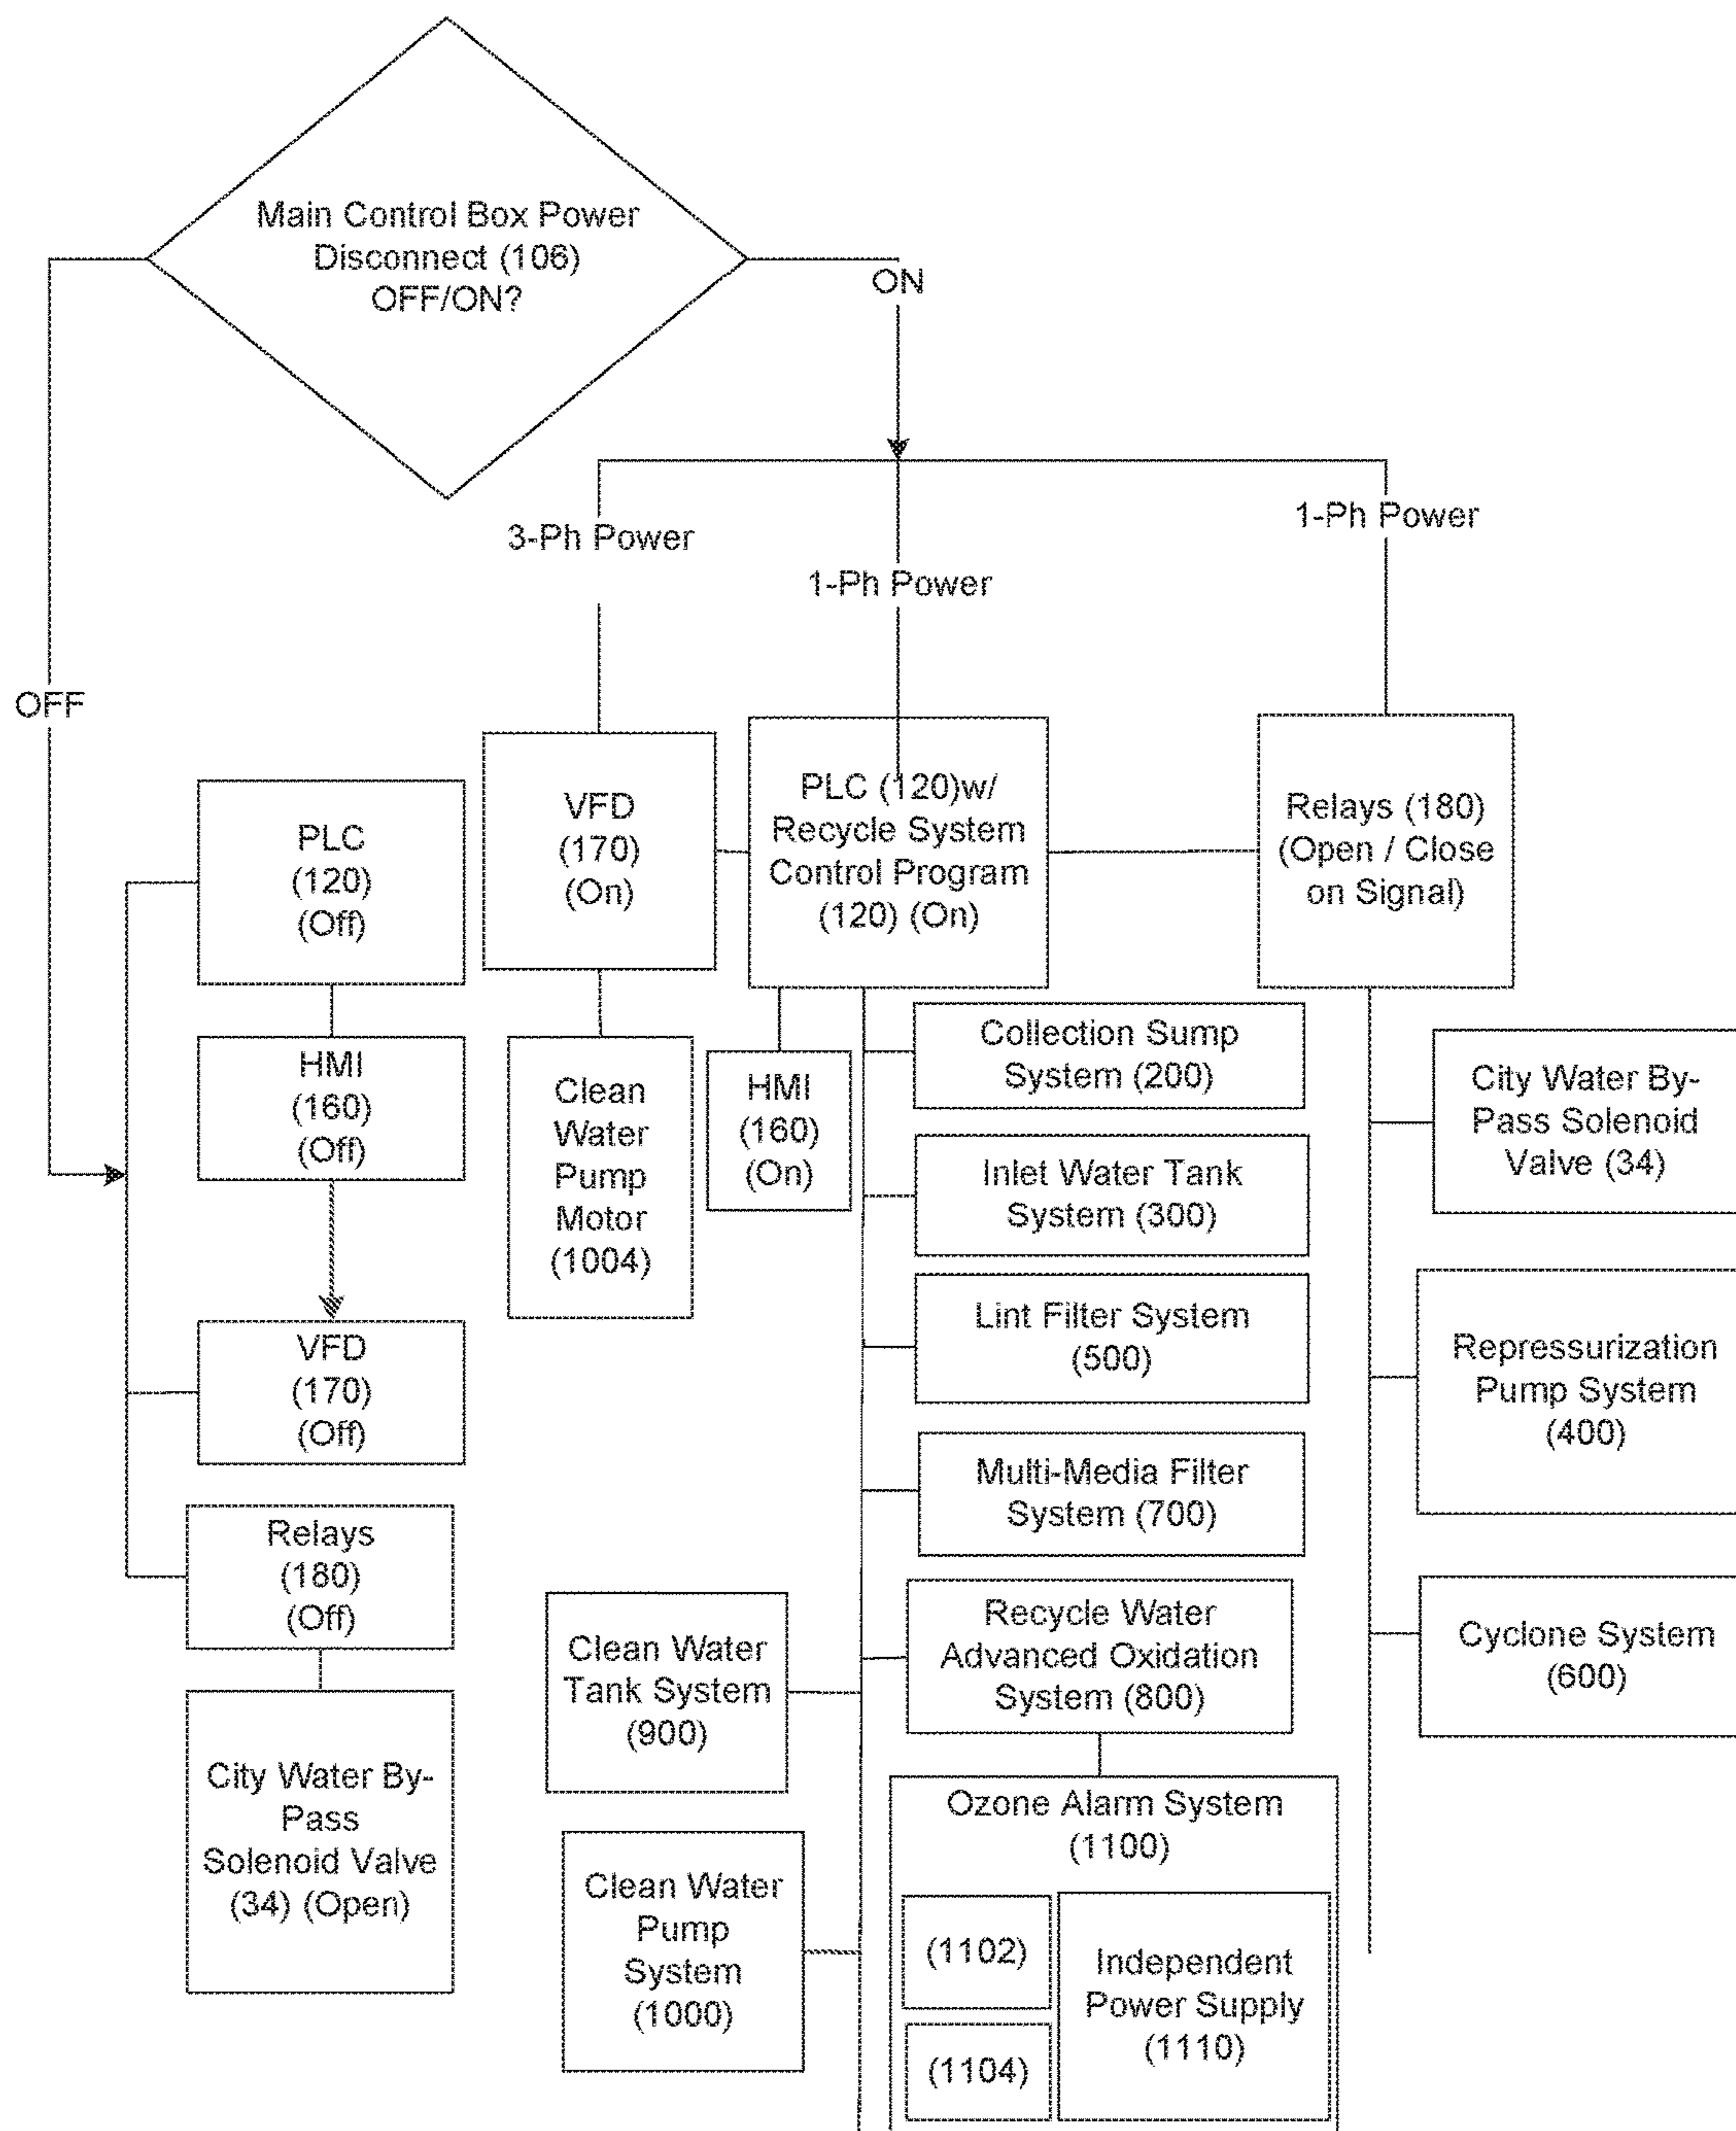 Main Control Box Power
Disconnect (106)
OFF/ON?
ON
OFF
3-Ph Power
1-Ph Power
1-Ph Power
PLC
(120)
(Off)
HMI
(160)
(Off)
VFD
(170)
(Off)
Relays
(180)
(Off)
City Water By-
Pass
Solenoid Valve
(34) (Open)
VFD
(170)
(On)
Clean
Water
Pump
Motor
(1004)
PLC (120)w/
Recycle System
Control Program
(120) (On)
HMI
(160)
(On)
Collection Sump
System (200)
Inlet Water Tank
System (300)
Lint Filter System
(500)
Multi-Media Filter
System (700)
Recycle Water
Advanced Oxidation
System (800)
Clean Water
Tank System
(900)
Clean Water
Pump
System
(1000)
Ozone Alarm System
(1100)
(1102)
(1104)
Independent
Power Supply
(1110)
Relays (180)
(Open / Close
on Signal)
City Water By-
Pass Solenoid
Valve (34)
Repressurization
Pump System
(400)
Cyclone System
(600)